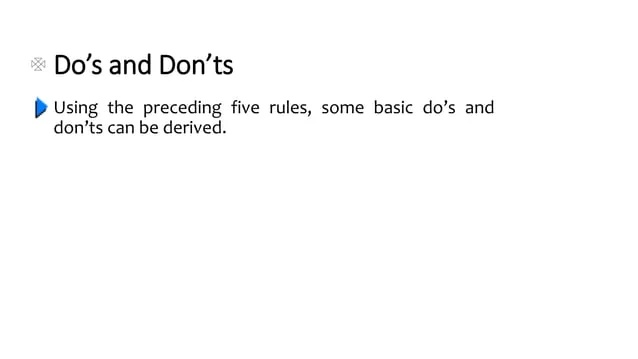 Do’s and Don’ts
Using the preceding five rules, some basic do’s and
don’ts can be derived.